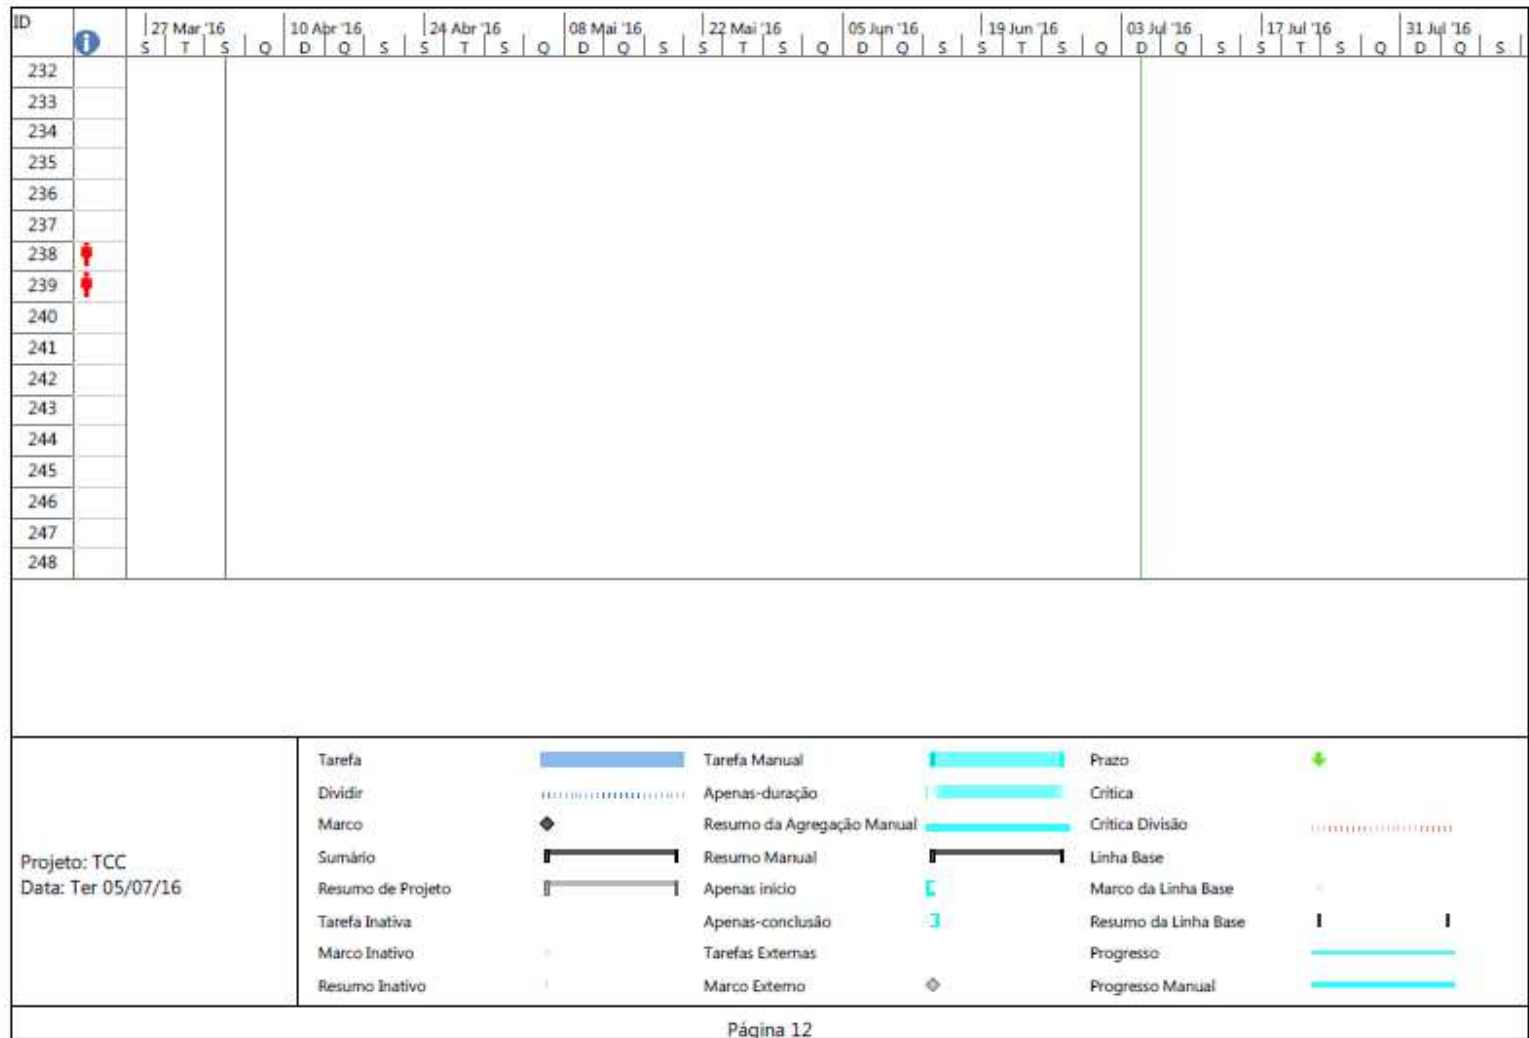 ID 27 Mar '16 10 Abr '16 24 Abr '16 08 Mai '16 22 Mai '16 05 Jun '16 19 Jun '16 03 Jul '16 17 Jul '16 31 Jul '16
S T S Q D Q S S T S Q D Q S S T S Q D Q S S T S Q D Q S S T S Q D Q S
232
233
234
235
236
237
238
239
240
241
242
243
244
245
246
247
248
Projeto: TCC
Data: Ter 05/07/16
Tarefa
Dividir
Marco
Sumário
Resumo de Projeto
Tarefa Inativa
Marco Inativo
Resumo Inativo
Tarefa Manual
Apenas-duração
Resumo da Agregação Manual
Resumo Manual
Apenas início
Apenas-conclusão
Tarefas Externas
Marco Externo
Prazo
Crítica
Crítica Divisão
Linha Base
Marco da Linha Base
Resumo da Linha Base
Progresso
Progresso Manual
Página 12